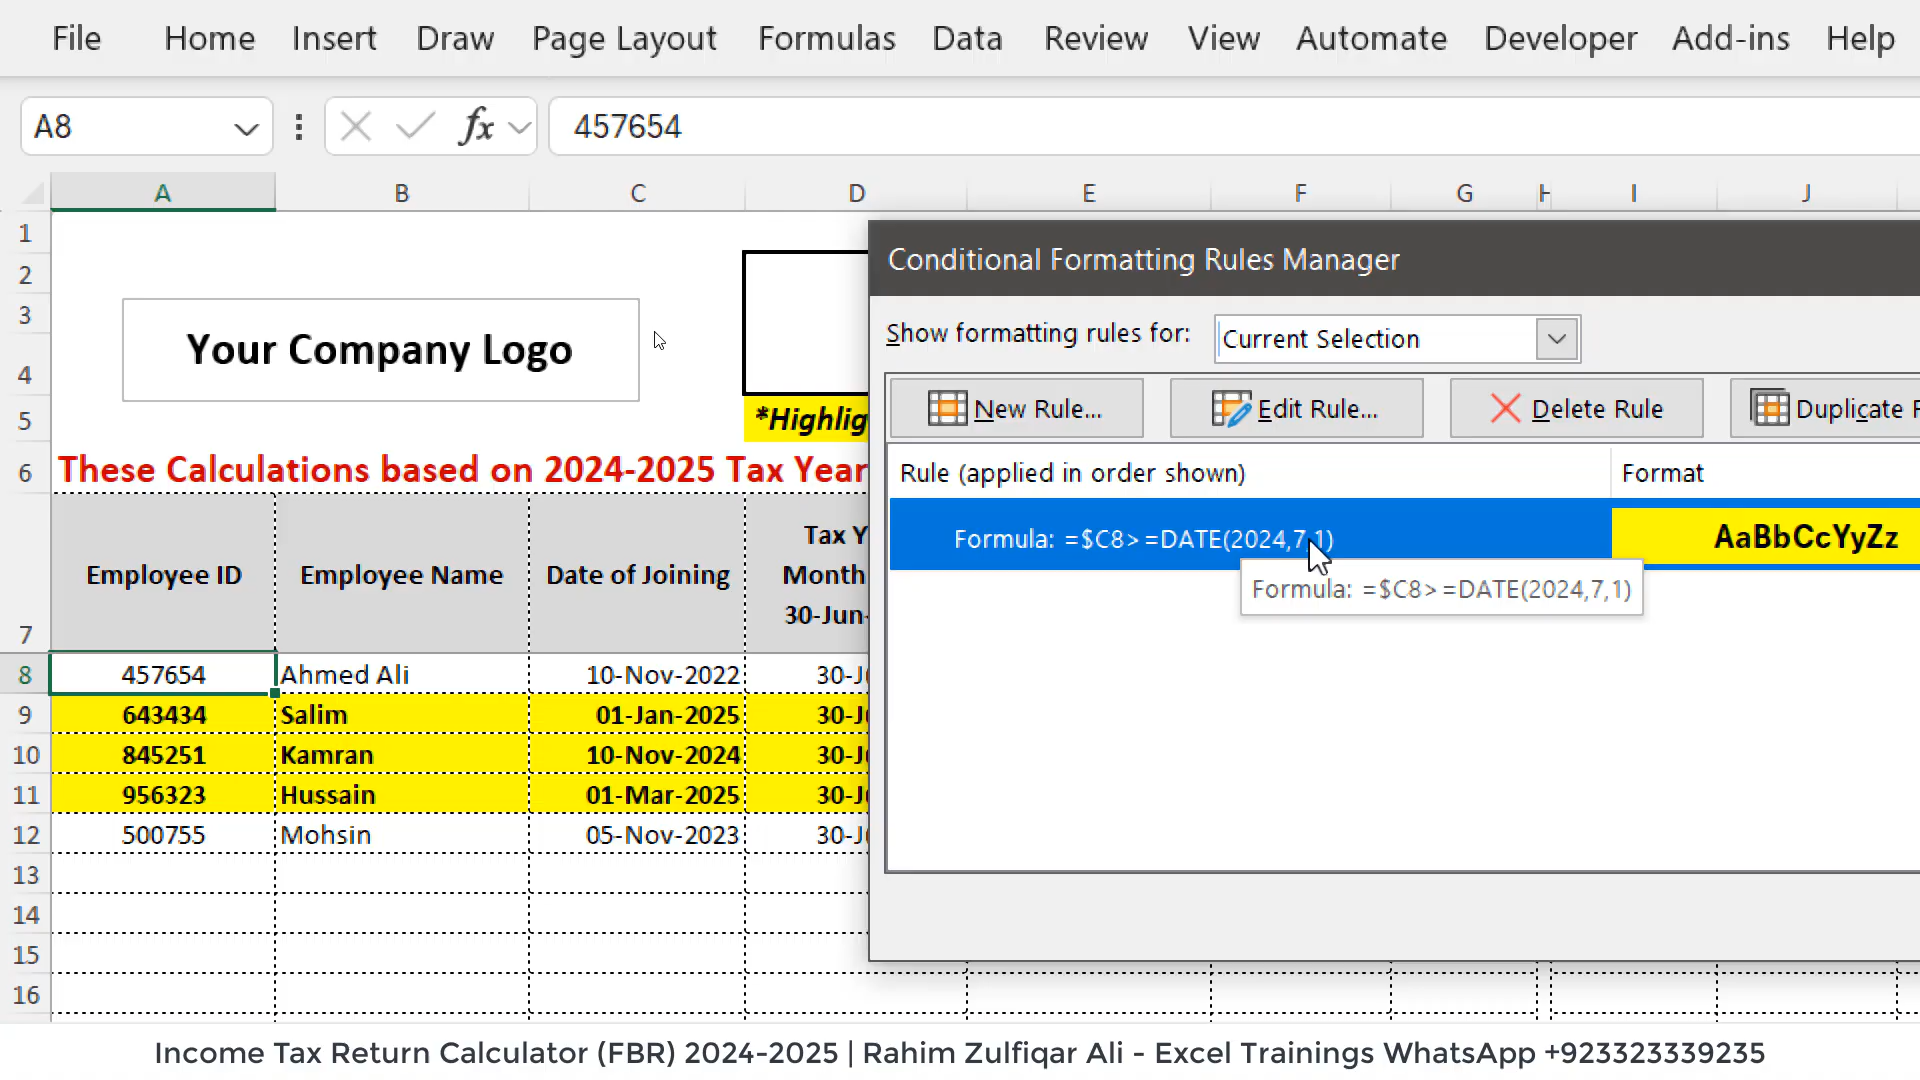 File Home Insert Draw Page Layout Formulas Data Review View Automate Developer Add-ins Help
A8 fx 457654
A B C D E F G H I J
1
2
3
4
5
6
7
8
9
10
11
12
13
14
15
16
Your Company Logo
*Highlig
These Calculations based on 2024-2025 Tax Year
Employee ID Employee Name Date of Joining
Tax Y
Month
30-Jun-
457654 Ahmed Ali 10-Nov-2022 30-J
643434 Salim 01-Jan-2025 30-J
845251 Kamran 10-Nov-2024 30-J
956323 Hussain 01-Mar-2025 30-J
500755 Mohsin 05-Nov-2023 30-J
Conditional Formatting Rules Manager
Show formatting rules for: Current Selection
New Rule... Edit Rule... Delete Rule Duplicate
Rule (applied in order shown) Format
Formula: =$C8>=DATE(2024,7,1) AaBbCcYyZz
Formula: =$C8>=DATE(2024,7,1)
Income Tax Return Calculator (FBR) 2024-2025 | Rahim Zulfiqar Ali - Excel Trainings WhatsApp +923323339235